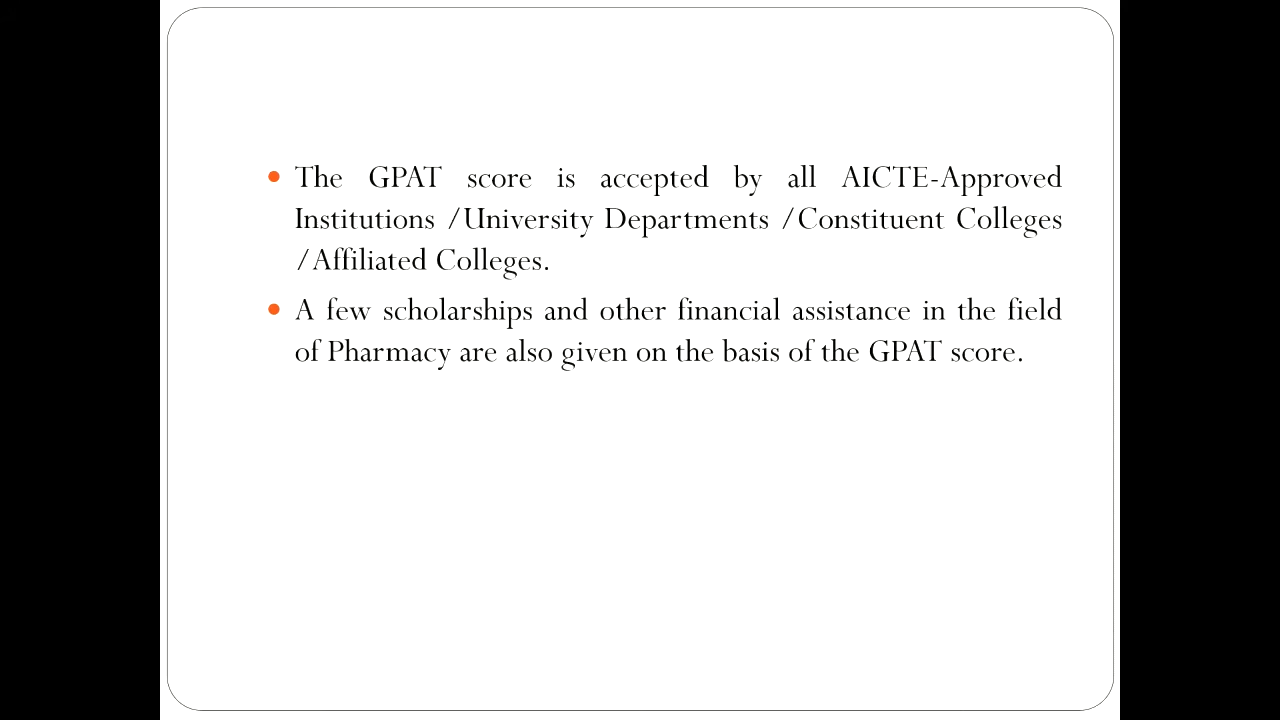 The GPAT score is accepted by all AICTE-Approved
Institutions /University Departments /Constituent Colleges
/Affiliated Colleges.
A few scholarships and other financial assistance in the field
of Pharmacy are also given on the basis of the GPAT score.